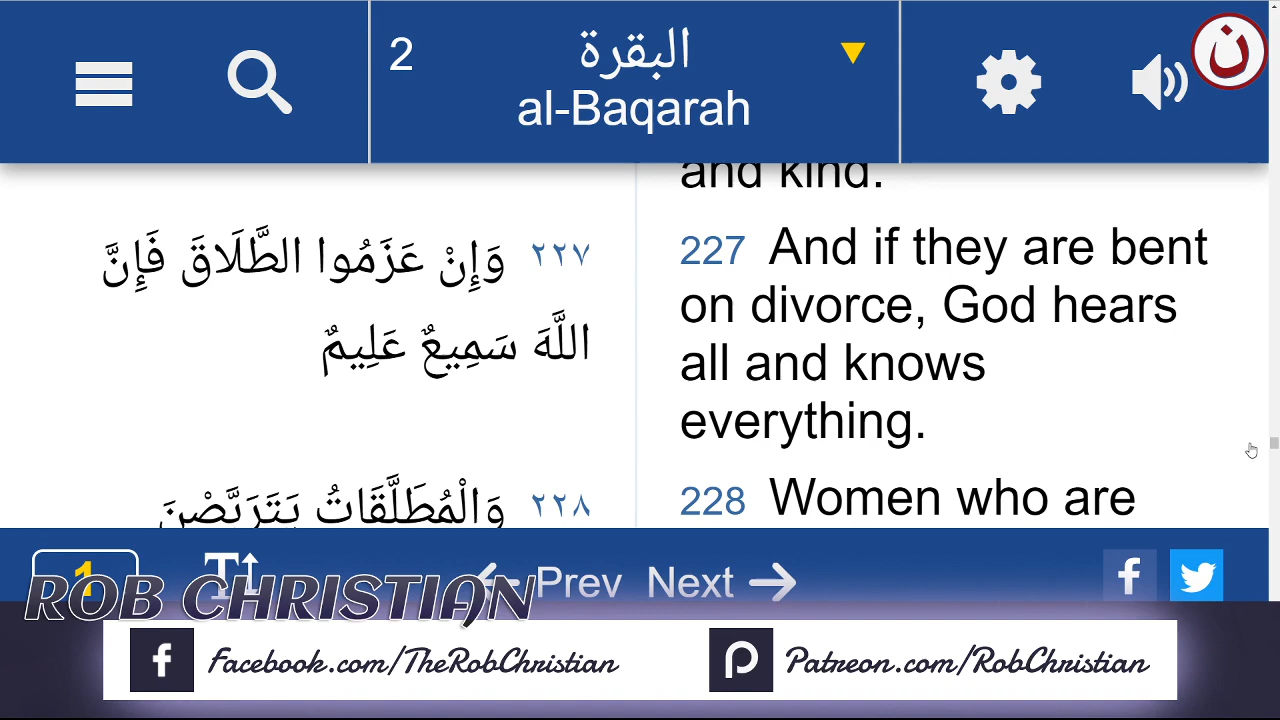 2
البقرة
al-Baqarah
ن
and kind.
٢٢٧ وَإِنْ عَزَمُوا الطَّلَاقَ فَإِنَّ
اللَّهَ سَمِيعٌ عَلِيمٌ
227 And if they are bent
on divorce, God hears
all and knows
everything.
٢٢٨ وَالْمُطَلَّقَاتُ يَتَرَبَّصْنَ
228 Women who are
1
Prev Next
ROB CHRISTIAN
Facebook.com/TheRobChristian
Patreon.com/RobChristian